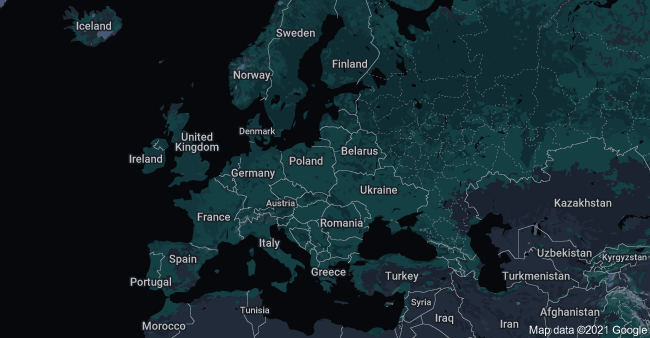 Iceland
Sweden
Finland
Norway
United
Kingdom
Denmark
Ireland
Belarus
Poland
Germany
Ukraine
Austria
Kazakhstan
France
Romania
Italy
Uzbekistan
Spain
Kyrgyzstan
Greece
Turkey
Turkmenistan
Portugal
Syria
Tunisia
Afghanistan
Iraq
Iran
Morocco
Map data ©2021 Google